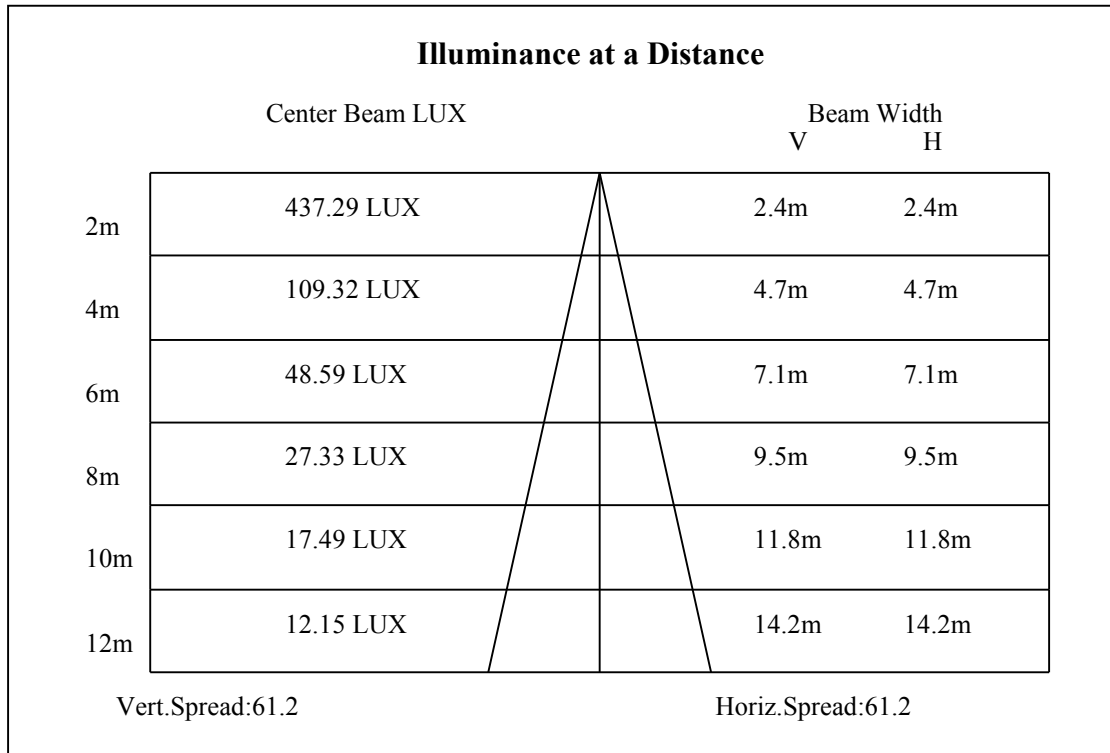 Illuminance at a Distance
Center Beam LUX Beam Width
V H
2m 437.29 LUX 2.4m 2.4m
4m 109.32 LUX 4.7m 4.7m
6m 48.59 LUX 7.1m 7.1m
8m 27.33 LUX 9.5m 9.5m
10m 17.49 LUX 11.8m 11.8m
12m 12.15 LUX 14.2m 14.2m
Vert.Spread:61.2 Horiz.Spread:61.2